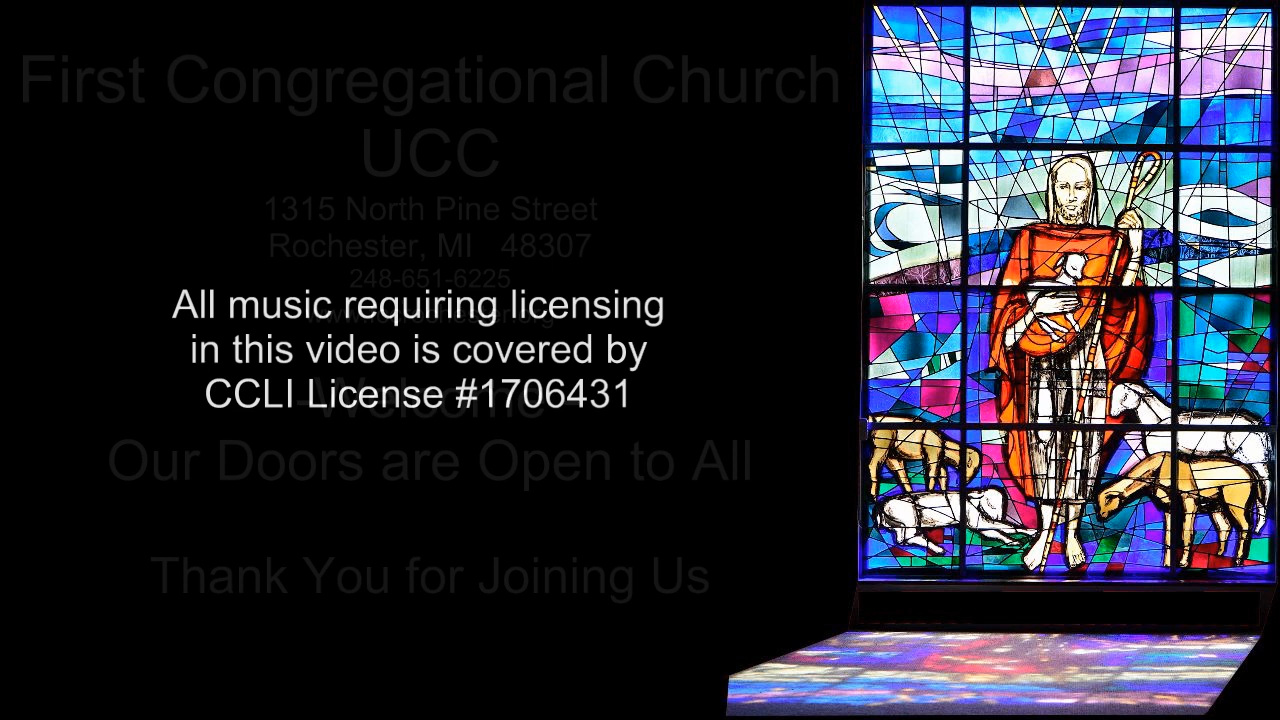 First Congregational Church
UCC
1315 North Pine Street
Rochester, MI 48307
248-651-6225
All music requiring licensing
in this video is covered by
CCLI License #1706431
Welcome
Our Doors are Open to All
Thank You for Joining Us